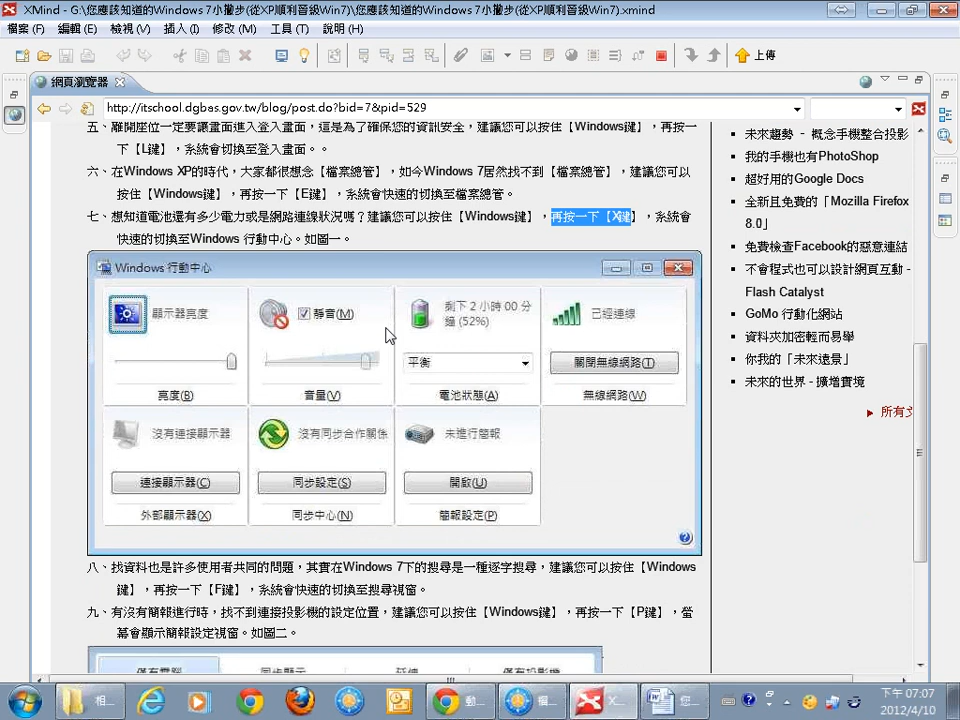 XMind - G:\您應該知道的Windows 7小撇步(從XP順利晉級Win7)\您應該知道的Windows 7小撇步(從XP順利晉級Win7).xmind
檔案 (F) 編輯 (E) 檢視 (V) 插入 (I) 修改 (M) 工具 (T) 說明 (H)
上傳
網頁瀏覽器
http://itschool.dgbas.gov.tw/blog/post.do?bid=7&pid=529
五、離開座位一定要讓畫面進入登入畫面，這是為了確保您的資訊安全，建議您可以按住【Windows鍵】，再按一
下【L鍵】，系統會切換至登入畫面。。
六、在Windows XP的時代，大家都很想念【檔案總管】，如今Windows 7居然找不到【檔案總管】，建議您可以
按住【Windows鍵】，再按一下【E鍵】，系統會快速的切換至檔案總管。
七、想知道電池還有多少電力或是網路連線狀況嗎？建議您可以按住【Windows鍵】，再按一下【X鍵】，系統會
快速的切換至Windows 行動中心。如圖一。
Windows 行動中心
顯示器亮度
亮度(B)
靜音(M)
音量(V)
剩下 2 小時 00 分
鐘 (52%)
平衡
電池狀態(A)
已經連線
關閉無線網路(T)
無線網路(W)
沒有連接顯示器
連接顯示器(C)
外部顯示器(X)
沒有同步合作關係
同步設定(S)
同步中心(N)
未進行簡報
開啟(U)
簡報設定(P)
八、找資料也是許多使用者共同的問題，其實在Windows 7下的搜尋是一種逐字搜尋，建議您可以按住【Windows
鍵】，再按一下【F鍵】，系統會快速的切換至搜尋視窗。
九、有沒有簡報進行時，找不到連接投影機的設定位置，建議您可以按住【Windows鍵】，再按一下【P鍵】，螢
幕會顯示簡報設定視窗。如圖二。
未來趨勢 － 概念手機整合投影
我的手機也有PhotoShop
超好用的Google Docs
全新且免費的「Mozilla Firefox
8.0」
免費檢查Facebook的惡意連結
不會程式也可以設計網頁互動 -
Flash Catalyst
GoMo 行動化網站
資料夾加密輕而易舉
你我的「未來遠景」
未來的世界 - 擴增實境
所有文
相...
動...
楓...
X...
您...
下午 07:07
2012/4/10